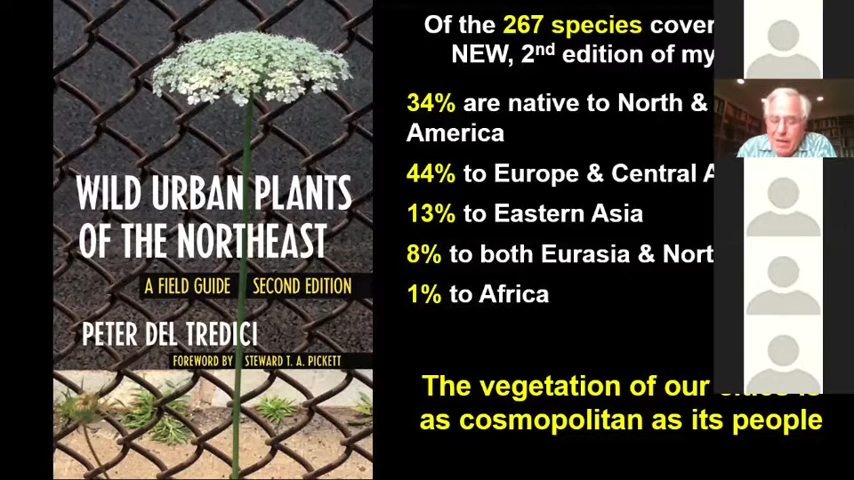 WILD URBAN PLANTS
OF THE NORTHEAST
A FIELD GUIDE SECOND EDITION
PETER DEL TREDICI
FOREWORD BY STEWARD T. A. PICKETT
Of the 267 species cover
NEW, 2nd edition of my
34% are native to North &
America
44% to Europe & Central A
13% to Eastern Asia
8% to both Eurasia & Nort
1% to Africa
The vegetation of our
as cosmopolitan as its people